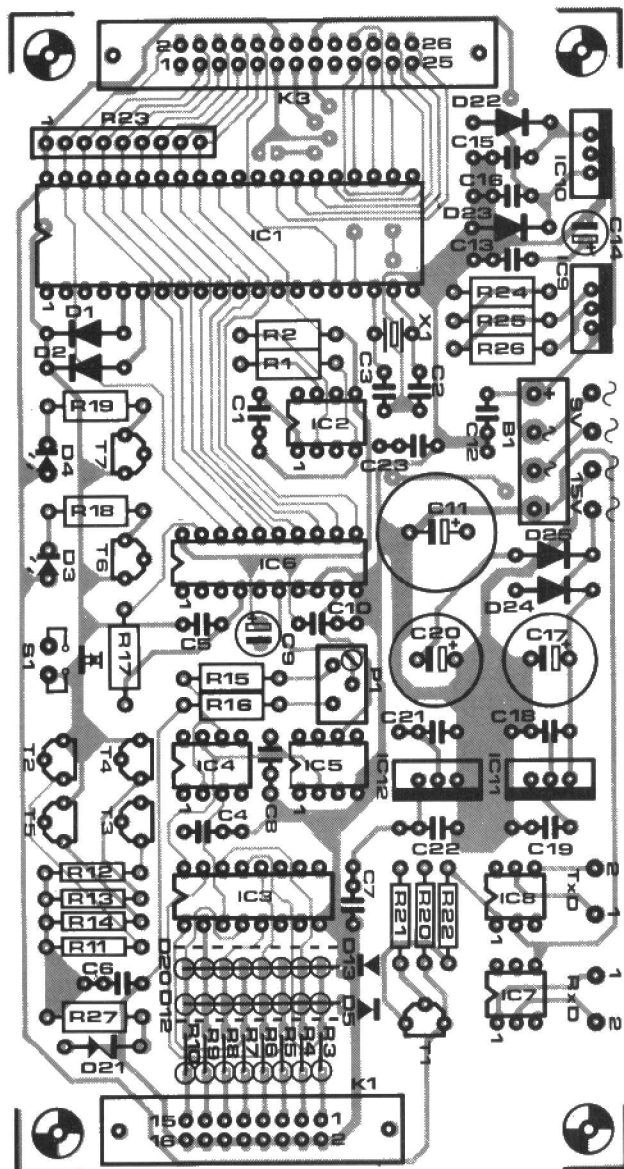 2 26
1 25
K3
D22
1 R23
C15
IC10
C16
IC1
D23
C14
C13
IC9
1
D1
R24
D2
R2
X1
R25
R1
R26
C3
C2
R19
C1
IC2
1
C23
C12
B1
+
9V
~
~
~
~
-
15V
D4
T7
C11
+
R18
D3
T6
IC6
1
D25
D24
C5
+
C9
C10
S1
R17
R15
R16
P1
C20
+
C17
+
C21
C18
T2
T4
IC4
1
IC5
1
IC12
IC11
T5
T3
C4
C8
C22
C19
R12
R13
R14
R11
IC3
1
C7
R21
R20
R22
IC8
1
TxD
2
1
C6
D20
D12
D13
D5
IC7
1
RxD
1
2
R27
D21
R10
R9
R8
R7
R6
R5
R4
R3
T1
K1
15 1
16 2